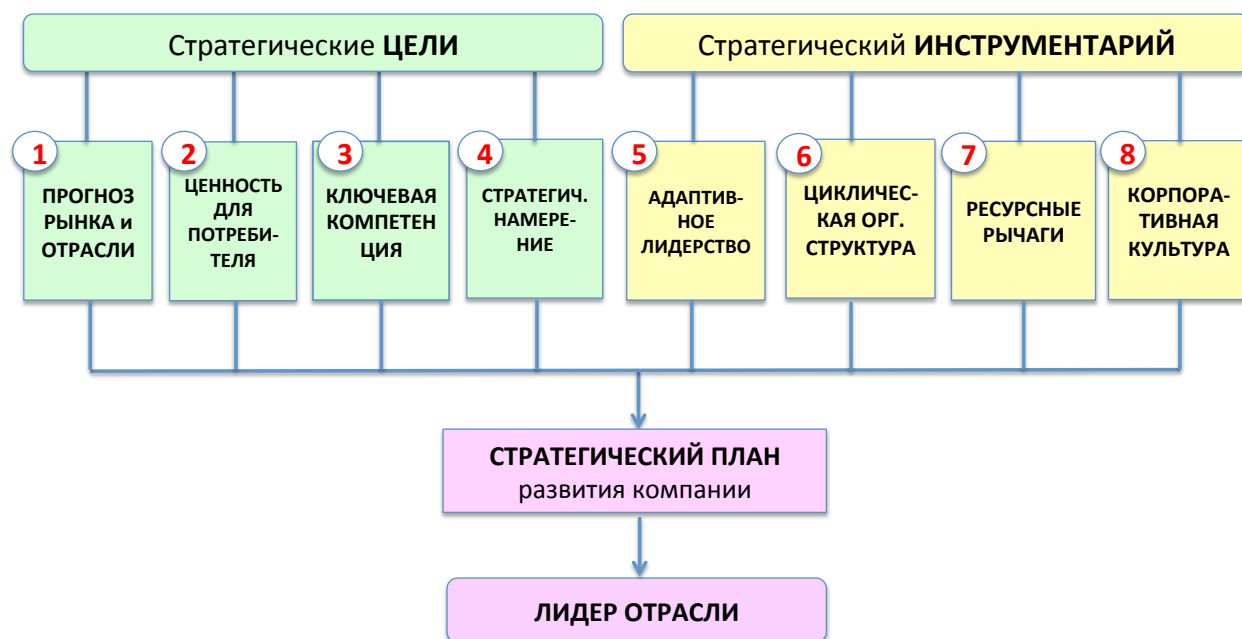 Стратегические ЦЕЛИ
Стратегический ИНСТРУМЕНТАРИЙ
1
ПРОГНОЗ
РЫНКА и
ОТРАСЛИ
2
ЦЕННОСТЬ
ДЛЯ
ПОТРЕБИ-
ТЕЛЯ
3
КЛЮЧЕВАЯ
КОМПЕТЕН
ЦИЯ
4
СТРАТЕГИЧ.
НАМЕРЕ-
НИЕ
5
АДАПТИВ-
НОЕ
ЛИДЕРСТВО
6
ЦИКЛИЧЕС-
КАЯ ОРГ.
СТРУКТУРА
7
РЕСУРСНЫЕ
РЫЧАГИ
8
КОРПОРА-
ТИВНАЯ
КУЛЬТУРА
СТРАТЕГИЧЕСКИЙ ПЛАН
развития компании
ЛИДЕР ОТРАСЛИ